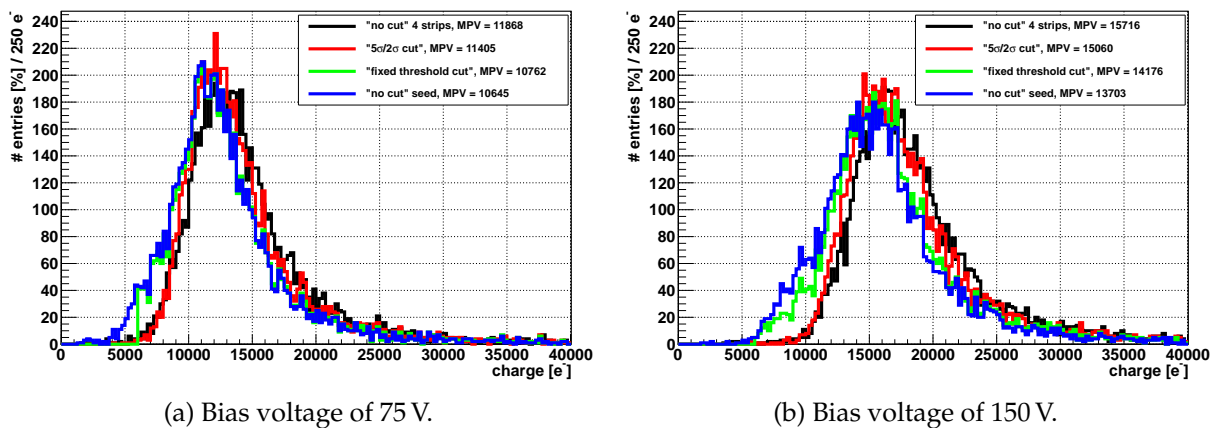 # entries [%] / 250 e-
240
220
200
180
160
140
120
100
80
60
40
20
0
"no cut" 4 strips, MPV = 11868
"5σ/2σ cut", MPV = 11405
"fixed threshold cut", MPV = 10762
"no cut" seed, MPV = 10645
0 5000 10000 15000 20000 25000 30000 35000 40000
charge [e-]
(a) Bias voltage of 75 V.
# entries [%] / 250 e-
240
220
200
180
160
140
120
100
80
60
40
20
0
"no cut" 4 strips, MPV = 15716
"5σ/2σ cut", MPV = 15060
"fixed threshold cut", MPV = 14176
"no cut" seed, MPV = 13703
0 5000 10000 15000 20000 25000 30000 35000 40000
charge [e-]
(b) Bias voltage of 150 V.